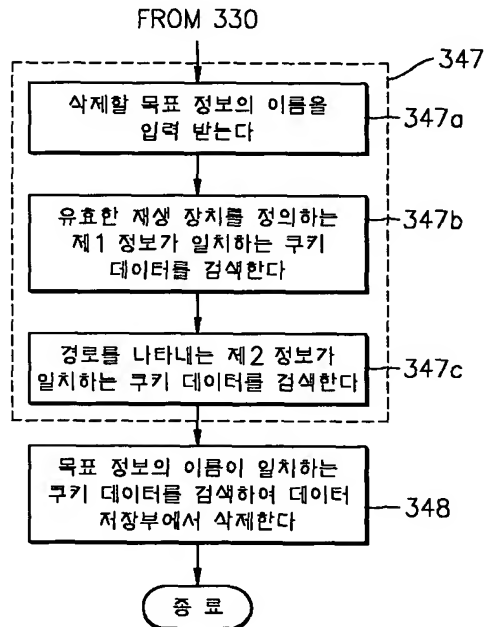 FROM 330
347
삭제할 목표 정보의 이름을
입력 받는다
347a
유효한 재생 장치를 정의하는
제1 정보가 일치하는 쿠키
데이터를 검색한다
347b
경로를 나타내는 제2 정보가
일치하는 쿠키 데이터를 검색한다
347c
목표 정보의 이름이 일치하는
쿠키 데이터를 검색하여 데이터
저장부에서 삭제한다
348
종 료